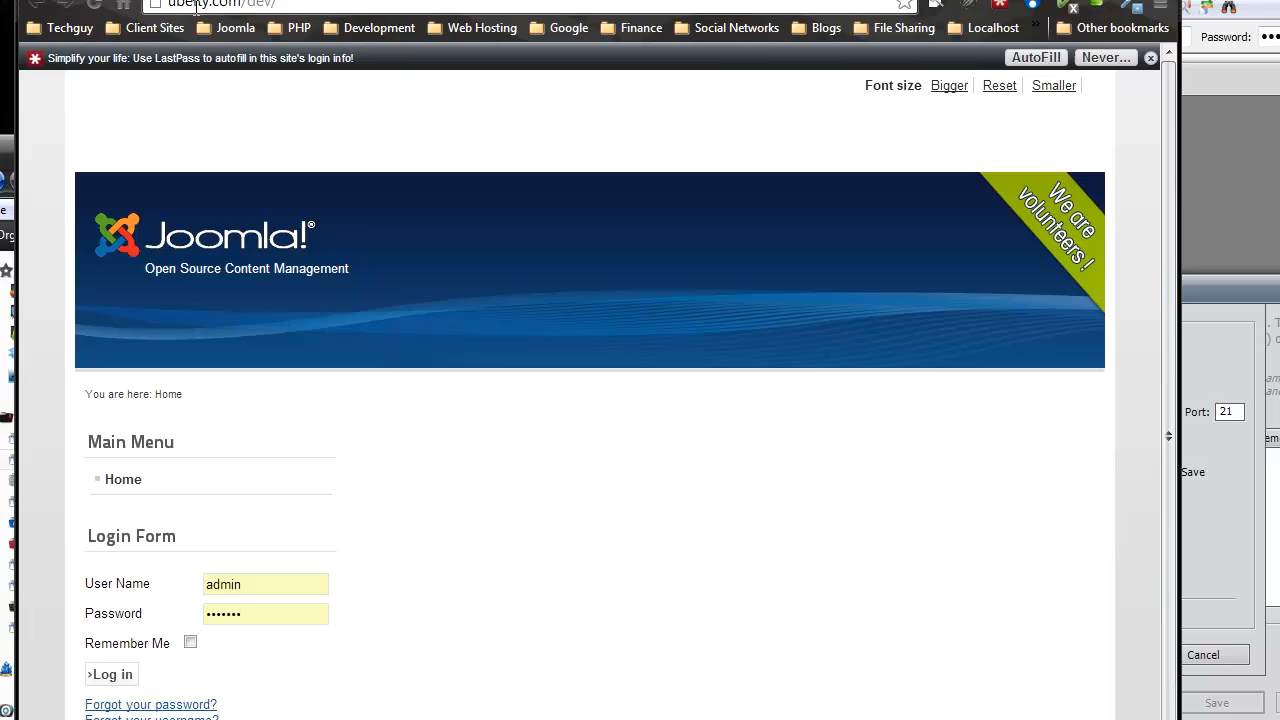 Techguy Client Sites Joomla PHP Development Web Hosting Google Finance Social Networks Blogs File Sharing Localhost » Other bookmarks
Password: •••
Simplify your life: Use LastPass to autofill in this site's login info! AutoFill Never...
Font size Bigger Reset Smaller
Joomla!®
Open Source Content Management
We are
volunteers!
You are here: Home
Main Menu
Home
Login Form
User Name admin
Password •••••••
Remember Me
›Log in
Forgot your password?
Forgot your username?
Port: 21
Save
Cancel
Save